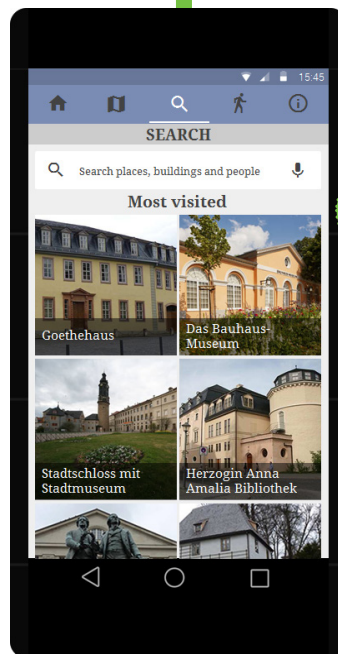 15:45
SEARCH
Search places, buildings and people
Most visited
Goethehaus
Das Bauhaus-
Museum
Stadtschloss mit
Stadtmuseum
Herzogin Anna
Amalia Bibliothek